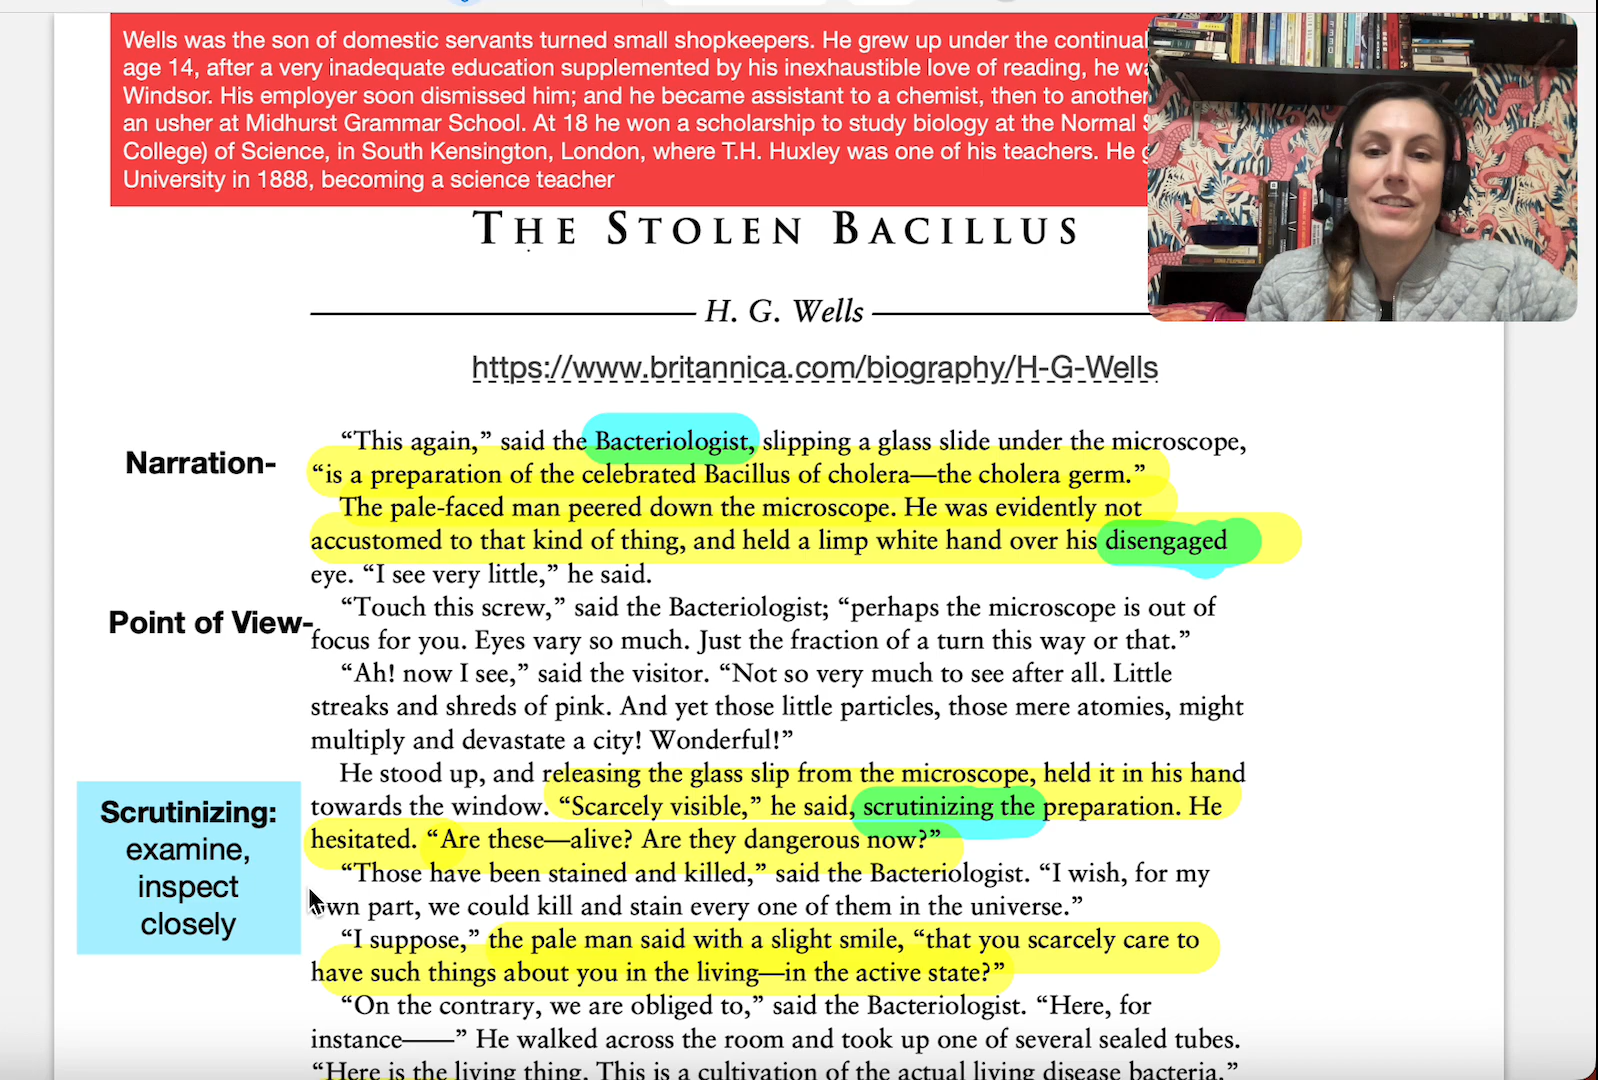 Wells was the son of domestic servants turned small shopkeepers. He grew up under the continual
age 14, after a very inadequate education supplemented by his inexhaustible love of reading, he wa
Windsor. His employer soon dismissed him; and he became assistant to a chemist, then to another
an usher at Midhurst Grammar School. At 18 he won a scholarship to study biology at the Normal S
College) of Science, in South Kensington, London, where T.H. Huxley was one of his teachers. He g
University in 1888, becoming a science teacher
THE STOLEN BACILLUS
H. G. Wells
https://www.britannica.com/biography/H-G-Wells
“This again,” said the Bacteriologist, slipping a glass slide under the microscope,
Narration-
“is a preparation of the celebrated Bacillus of cholera—the cholera germ.”
The pale-faced man peered down the microscope. He was evidently not
accustomed to that kind of thing, and held a limp white hand over his disengaged
eye. “I see very little,” he said.
“Touch this screw,” said the Bacteriologist; “perhaps the microscope is out of
Point of View-
focus for you. Eyes vary so much. Just the fraction of a turn this way or that.”
“Ah! now I see,” said the visitor. “Not so very much to see after all. Little
streaks and shreds of pink. And yet those little particles, those mere atomies, might
multiply and devastate a city! Wonderful!”
He stood up, and releasing the glass slip from the microscope, held it in his hand
towards the window. “Scarcely visible,” he said, scrutinizing the preparation. He
hesitated. “Are these—alive? Are they dangerous now?”
Scrutinizing:
examine,
inspect
closely
“Those have been stained and killed,” said the Bacteriologist. “I wish, for my
own part, we could kill and stain every one of them in the universe.”
“I suppose,” the pale man said with a slight smile, “that you scarcely care to
have such things about you in the living—in the active state?”
“On the contrary, we are obliged to,” said the Bacteriologist. “Here, for
instance——” He walked across the room and took up one of several sealed tubes.
“Here is the living thing. This is a cultivation of the actual living disease bacteria.”